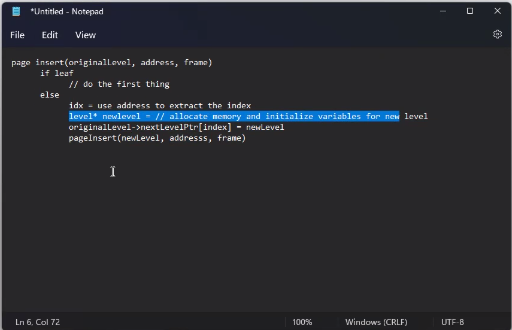 *Untitled - Notepad
File Edit View
page insert(originalLevel, address, frame)
if leaf
// do the first thing
else
idx = use address to extract the index
level* newlevel = // allocate memory and initialize variables for new level
originalLevel->nextLevelPtr[index] = newLevel
pageInsert(newLevel, addresss, frame)
Ln 6, Col 72 100% Windows (CRLF) UTF-8